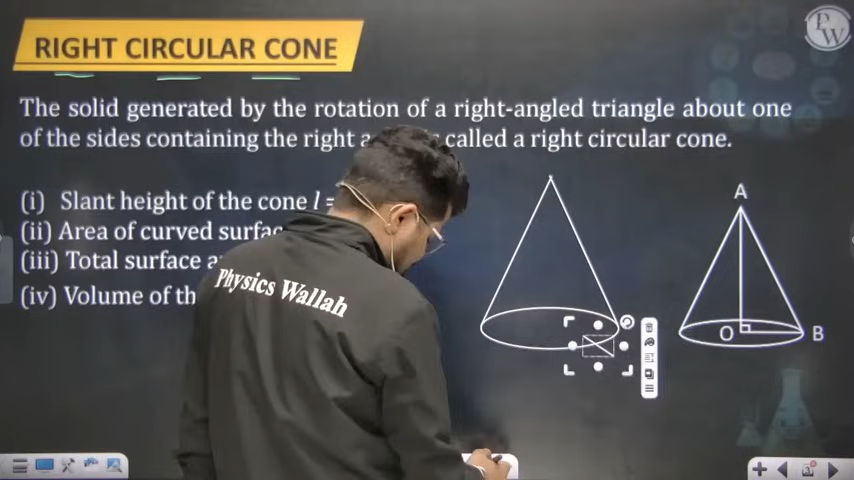 RIGHT CIRCULAR CONE
PW
The solid generated by the rotation of a right-angled triangle about one
of the sides containing the right called a right circular cone.
(i) Slant height of the cone l =
(ii) Area of curved
(iii) Total surface
(iv) Volume of
Physics Wallah
A
O
B